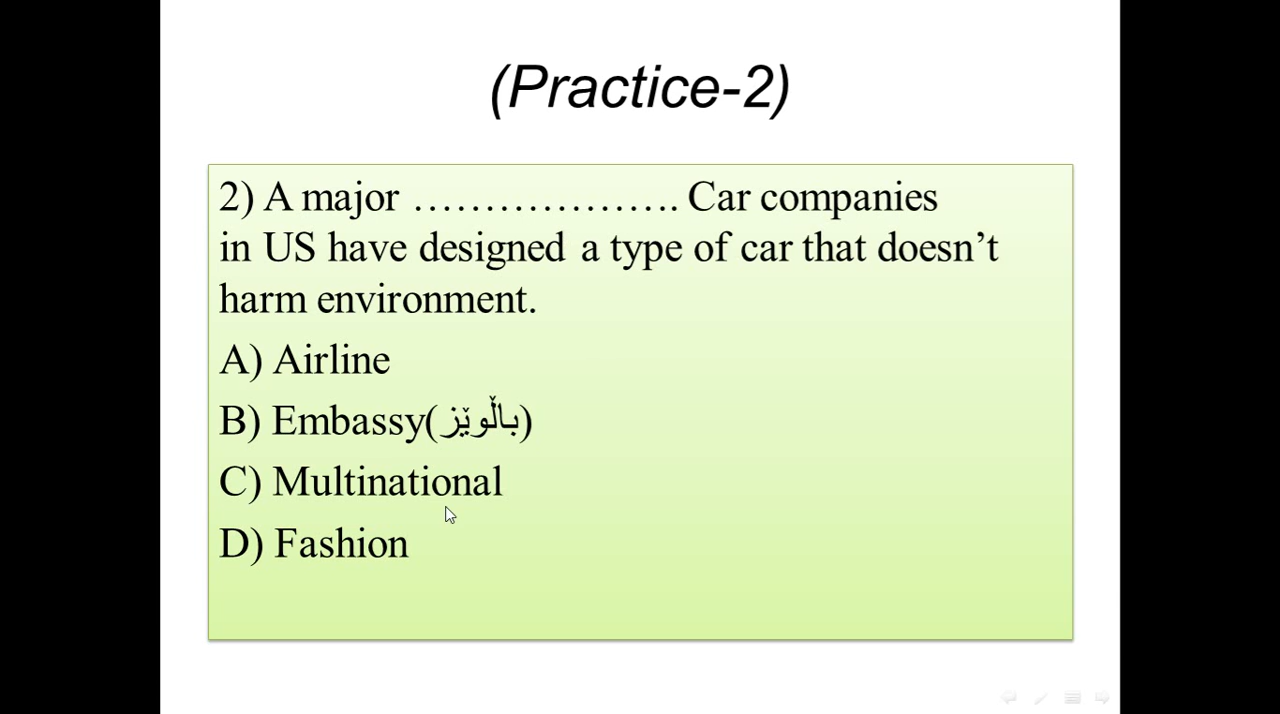 (Practice-2)
2) A major ………………. Car companies
in US have designed a type of car that doesn’t
harm environment.
A) Airline
B) Embassy(باڵوێز)
C) Multinational
D) Fashion